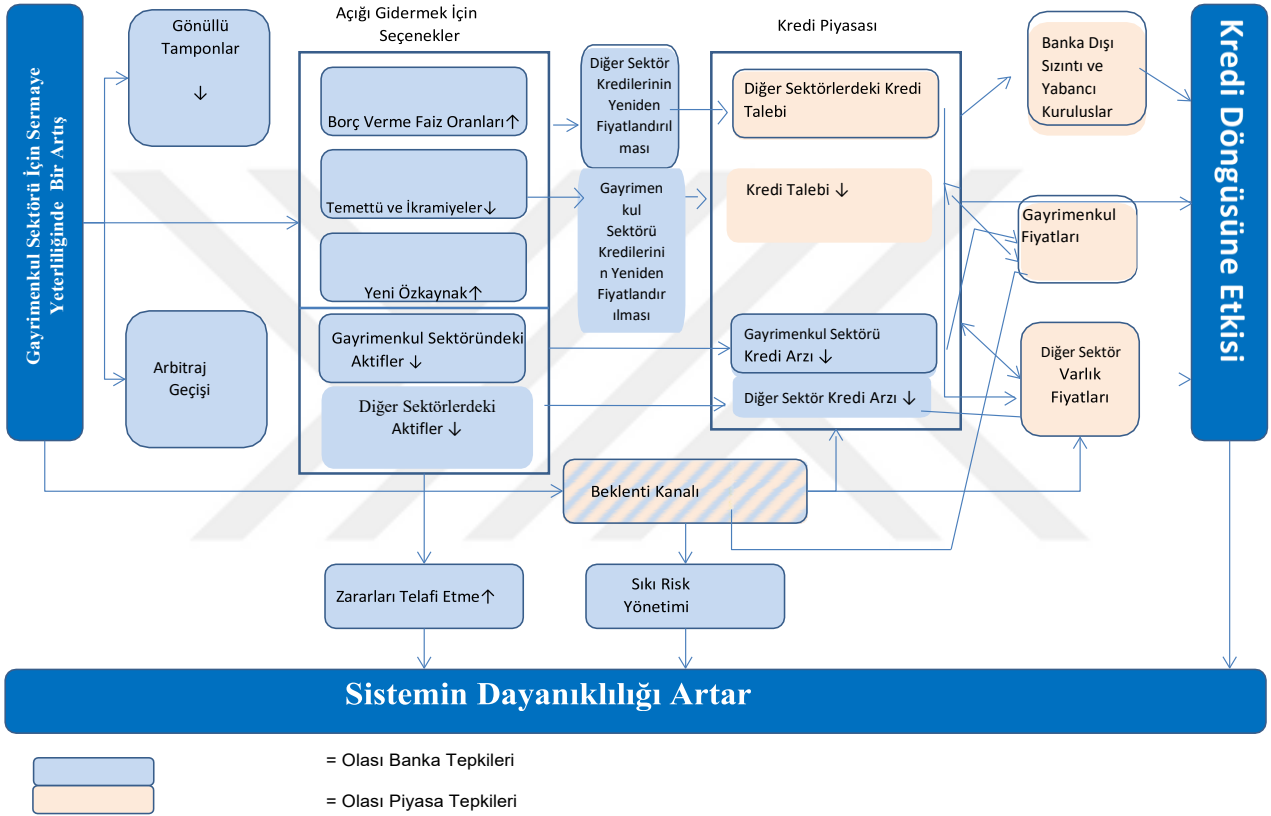 Gayrimenkul Sektörü İçin Sermaye
Yeterliliğinde Bir Artış
Gönüllü
Tamponlar
↓
Arbitraj
Geçişi
Açığı Gidermek İçin
Seçenekler
Borç Verme Faiz Oranları↑
Temettü ve İkramiyeler↓
Yeni Özkaynak↑
Gayrimenkul Sektöründeki
Aktifler ↓
Diğer Sektörlerdeki
Aktifler ↓
Diğer Sektör
Kredilerinin
Yeniden
Fiyatlandırıl
ması
Gayrimen
kul
Sektörü
Kredilerini
n Yeniden
Fiyatlandır
ılması
Kredi Piyasası
Diğer Sektörlerdeki Kredi
Talebi
Kredi Talebi ↓
Gayrimenkul Sektörü
Kredi Arzı ↓
Diğer Sektör Kredi Arzı ↓
Banka Dışı
Sızıntı ve
Yabancı
Kuruluslar
Gayrimenkul
Fiyatları
Diğer Sektör
Varlık
Fiyatları
Kredi Döngüsüne Etkisi
Beklenti Kanalı
Zararları Telafi Etme↑
Sıkı Risk
Yönetimi
Sistemin Dayanıklılığı Artar
= Olası Banka Tepkileri
= Olası Piyasa Tepkileri